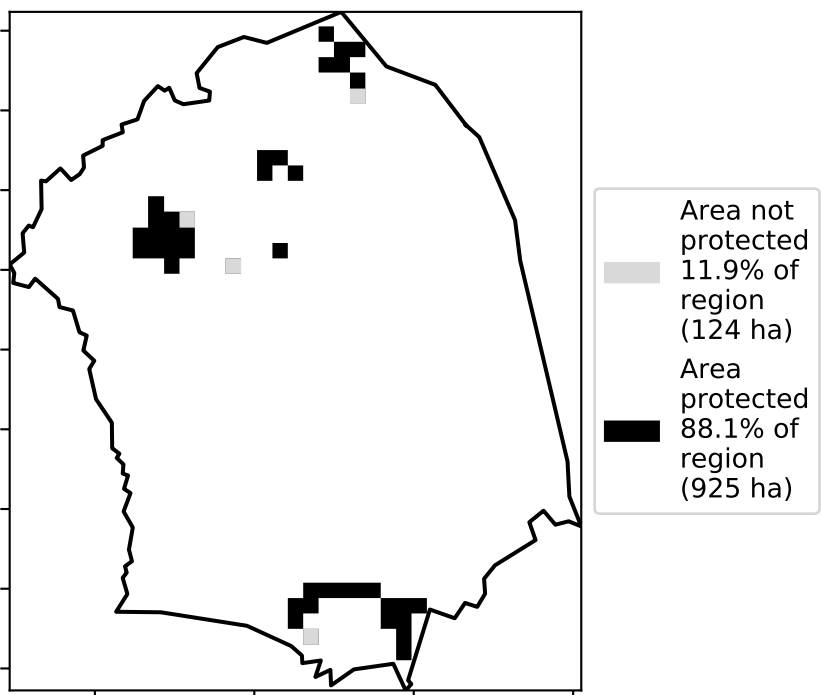 Area not
protected
11.9% of
region
(124 ha)
Area
protected
88.1% of
region
(925 ha)